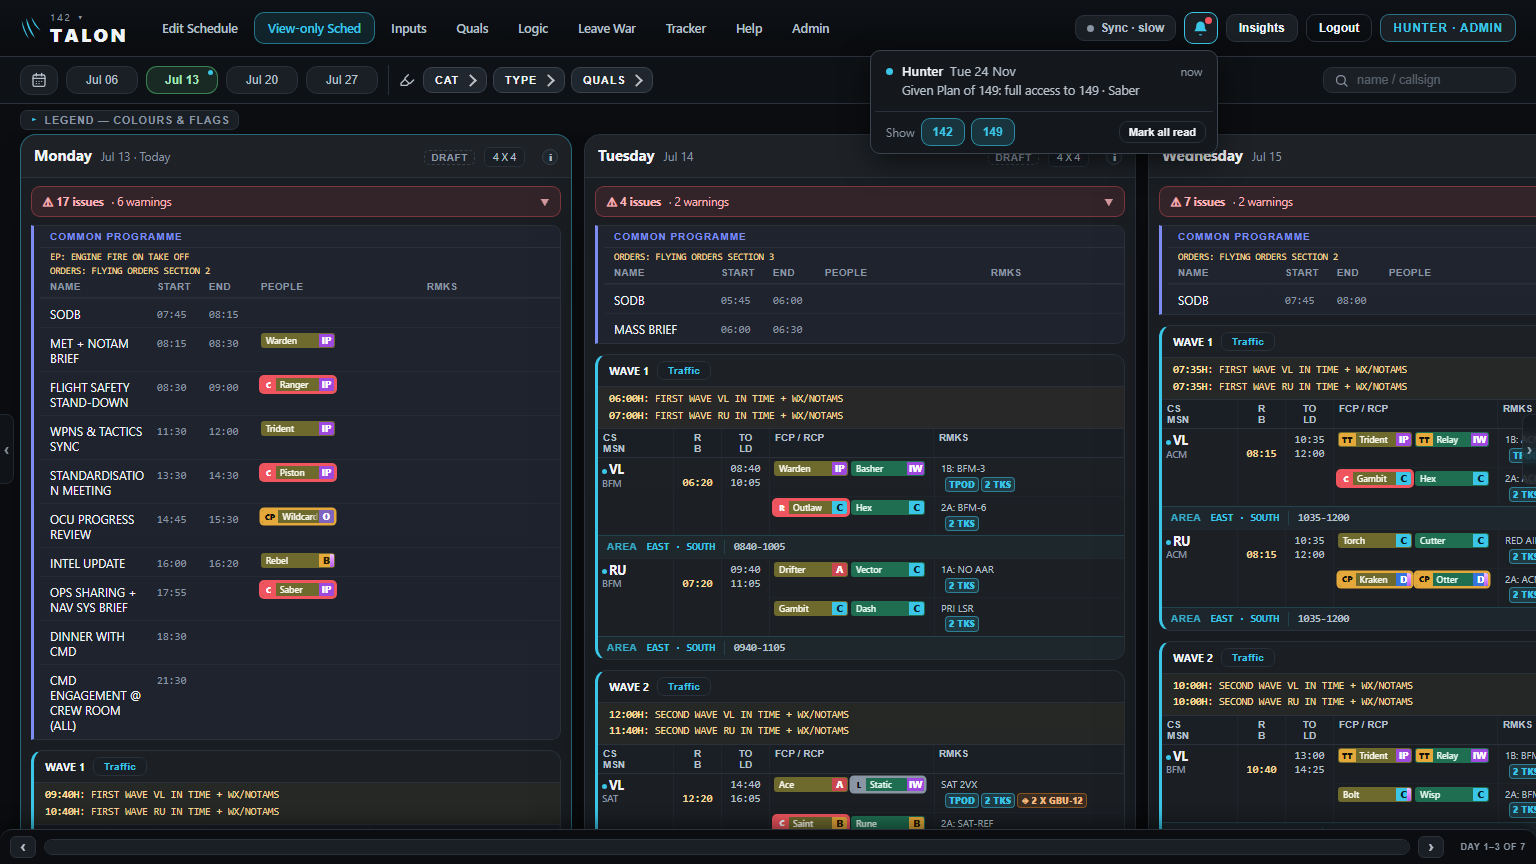 142
TALON
Edit Schedule
View-only Sched
Inputs
Quals
Logic
Leave War
Tracker
Help
Admin
Sync · slow
Insights
Logout
HUNTER · ADMIN
Jul 06
Jul 13
Jul 20
Jul 27
CAT
TYPE
QUALS
name / callsign
Hunter Tue 24 Nov now
Given Plan of 149: full access to 149 · Saber
Show 142 149 Mark all read
LEGEND — COLOURS & FLAGS
Monday Jul 13 · Today DRAFT 4X4 i
17 issues · 6 warnings
COMMON PROGRAMME
EP: ENGINE FIRE ON TAKE OFF
ORDERS: FLYING ORDERS SECTION 2
NAME START END PEOPLE RMKS
SODB 07:45 08:15
MET + NOTAM BRIEF 08:15 08:30 Warden IP
FLIGHT SAFETY STAND-DOWN 08:30 09:00 C Ranger IP
WPNS & TACTICS SYNC 11:30 12:00 Trident IP
STANDARDISATIO
N MEETING 13:30 14:30 C Piston IP
OCU PROGRESS REVIEW 14:45 15:30 CP Wildcard O
INTEL UPDATE 16:00 16:20 Rebel B
OPS SHARING + NAV SYS BRIEF 17:55 C Saber IP
DINNER WITH CMD 18:30
CMD ENGAGEMENT @ CREW ROOM (ALL) 21:30
WAVE 1 Traffic
09:40H: FIRST WAVE VL IN TIME + WX/NOTAMS
10:40H: FIRST WAVE RU IN TIME + WX/NOTAMS
Tuesday Jul 14 DRAFT 4X4 i
4 issues · 2 warnings
COMMON PROGRAMME
ORDERS: FLYING ORDERS SECTION 3
NAME START END PEOPLE RMKS
SODB 05:45 06:00
MASS BRIEF 06:00 06:30
WAVE 1 Traffic
06:00H: FIRST WAVE VL IN TIME + WX/NOTAMS
07:00H: FIRST WAVE RU IN TIME + WX/NOTAMS
CS R TO FCP / RCP RMKS
MSN B LD
VL 08:40 Warden IP Basher IW 1B: BFM-3
BFM 06:20 10:05 TPOD 2 TKS
R Outlaw C Hex C 2A: BFM-6
2 TKS
AREA EAST · SOUTH 0840-1005
RU 09:40 Drifter A Vector C 1A: NO AAR
BFM 07:20 11:05 2 TKS
Gambit C Dash C PRI LSR
2 TKS
AREA EAST · SOUTH 0940-1105
WAVE 2 Traffic
12:00H: SECOND WAVE VL IN TIME + WX/NOTAMS
11:40H: SECOND WAVE RU IN TIME + WX/NOTAMS
CS R TO FCP / RCP RMKS
MSN B LD
VL 14:40 Ace A L Static IW SAT 2VX
SAT 12:20 16:05 TPOD 2 TKS 2 X GBU-12
C Saint B Rune B 2A: SAT-REF
Wednesday Jul 15
7 issues · 2 warnings
COMMON PROGRAMME
ORDERS: FLYING ORDERS SECTION 2
NAME START END PEOPLE
SODB 07:45 08:00
WAVE 1 Traffic
07:35H: FIRST WAVE VL IN TIME + WX/NOTAMS
07:35H: FIRST WAVE RU IN TIME + WX/NOTAMS
CS R TO FCP / RCP RMKS
MSN B LD
VL 10:35 TT Trident IP TT Relay IW 1B:
ACM 08:15 12:00
C Gambit C Hex C 2A:
2 TKS
AREA EAST · SOUTH 1035-1200
RU 10:35 Torch C Cutter C RED AI
ACM 08:15 12:00 2 TKS
CP Kraken D CP Otter D 2A: AC
2 TKS
AREA EAST · SOUTH 1035-1200
WAVE 2 Traffic
10:00H: SECOND WAVE VL IN TIME + WX/NOTAMS
10:00H: SECOND WAVE RU IN TIME + WX/NOTAMS
CS R TO FCP / RCP RMKS
MSN B LD
VL 13:00 TT Trident IP TT Relay IW 1B: BFM
BFM 10:40 14:25 2 TKS
Bolt C Wisp C 2A: BFM
2 TKS
DAY 1–3 OF 7